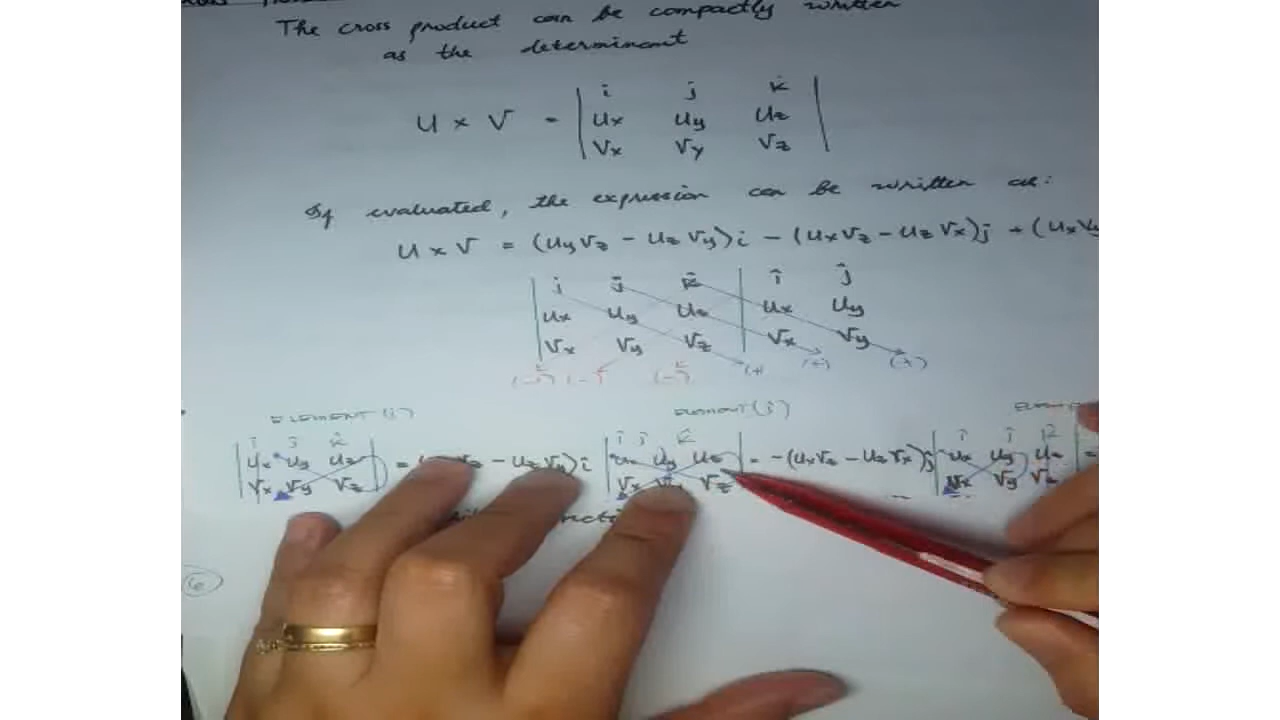 The cross product can be compactly written
as the determinant
i j k
U × V = | Ux Uy Uz |
Vx Vy Vz
If evaluated, the expression can be written as:
U × V = (UyVz - UzVy)i - (UxVz - UzVx)j + (UxVy
i j k | i j
Ux Uy Uz | Ux Uy
Vx Vy Vz | Vx Vy
(-) (-) (-) (+) (+) (+)
ELEMENT (i) ELEMENT (j)
i j k i j k i j k
Ux Uy Uz = - UzVy)i Ux Uy Uz = -(UxVz - UzVx)j Ux Uy Uz =
Vx Vy Vz Vx Vy Vz Vx Vy Vz
6